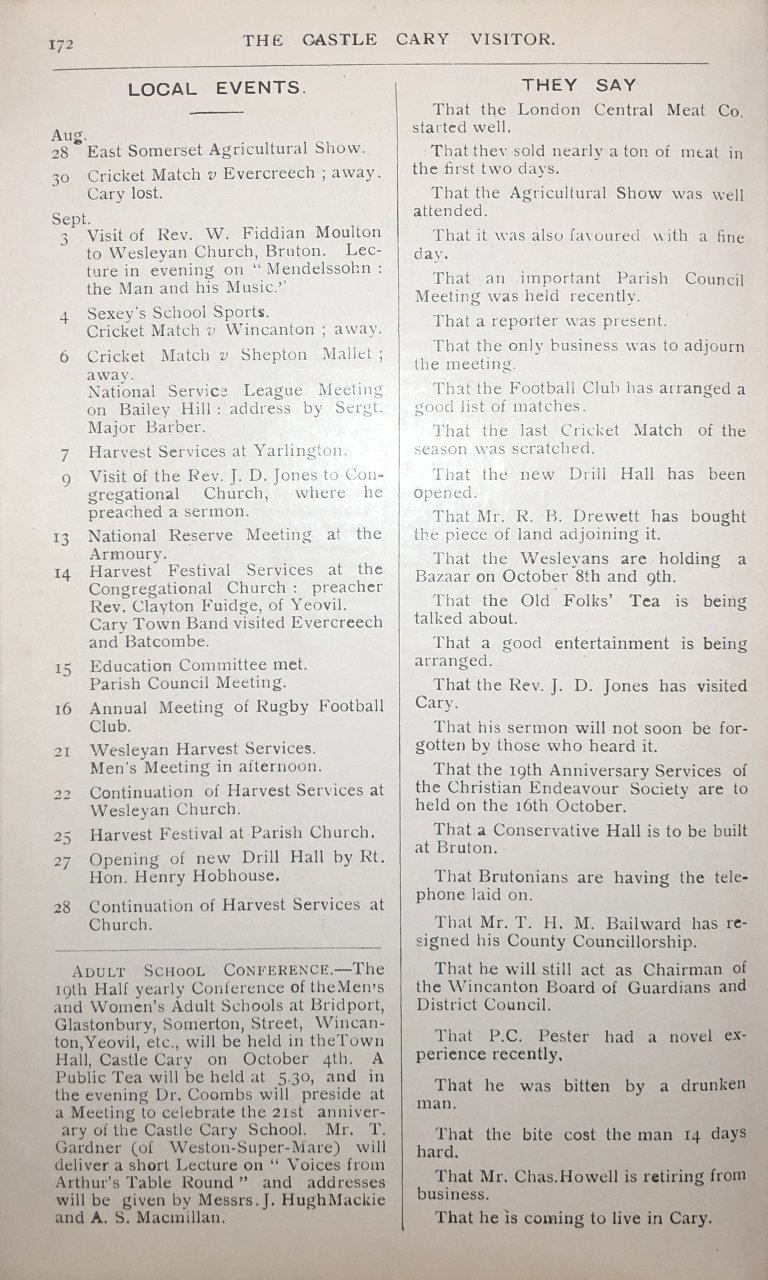 172
THE CASTLE CARY VISITOR.
LOCAL EVENTS.
Aug.
28 East Somerset Agricultural Show.
30 Cricket Match v Evercreech ; away.
Cary lost.
Sept.
3 Visit of Rev. W. Fiddian Moulton
to Wesleyan Church, Bruton. Lec-
ture in evening on " Mendelssohn :
the Man and his Music.'
4 Sexey's School Sports.
Cricket Match v Wincanton ; away.
6 Cricket Match v Shepton Mallet ;
away.
National Service League Meeting
on Bailey Hill : address by Sergt.
Major Barber.
7 Harvest Services at Yarlington.
9 Visit of the Rev. J. D. Jones to Con-
gregational Church, where he
preached a sermon.
13 National Reserve Meeting at the
Armoury.
14 Harvest Festival Services at the
Congregational Church : preacher
Rev. Clayton Fuidge, of Yeovil.
Cary Town Band visited Evercreech
and Batcombe.
15 Education Committee met.
Parish Council Meeting.
16 Annual Meeting of Rugby Football
Club.
21 Wesleyan Harvest Services.
Men's Meeting in afternoon.
22 Continuation of Harvest Services at
Wesleyan Church.
25 Harvest Festival at Parish Church.
27 Opening of new Drill Hall by Rt.
Hon. Henry Hobhouse.
28 Continuation of Harvest Services at
Church.
ADULT SCHOOL CONFERENCE.—The
19th Half yearly Conference of theMen's
and Women's Adult Schools at Bridport,
Glastonbury, Somerton, Street, Wincan-
ton,Yeovil, etc., will be held in theTown
Hall, Castle Cary on October 4th. A
Public Tea will be held at 5.30, and in
the evening Dr. Coombs will preside at
a Meeting to celebrate the 21st anniver-
ary of the Castle Cary School. Mr. T.
Gardner (of Weston-Super-Mare) will
deliver a short Lecture on " Voices from
Arthur's Table Round " and addresses
will be given by Messrs. J. HughMackie
and A. S. Macmillan.
THEY SAY
That the London Central Meat Co.
started well.
That they sold nearly a ton of meat in
the first two days.
That the Agricultural Show was well
attended.
That it was also favoured with a fine
day.
That an important Parish Council
Meeting was held recently.
That a reporter was present.
That the only business was to adjourn
the meeting.
That the Football Club has arranged a
good list of matches.
That the last Cricket Match of the
season was scratched.
That the new Drill Hall has been
opened.
That Mr. R. B. Drewett has bought
the piece of land adjoining it.
That the Wesleyans are holding a
Bazaar on October 8th and 9th.
That the Old Folks' Tea is being
talked about.
That a good entertainment is being
arranged.
That the Rev. J. D. Jones has visited
Cary.
That his sermon will not soon be for-
gotten by those who heard it.
That the 19th Anniversary Services of
the Christian Endeavour Society are to
held on the 16th October.
That a Conservative Hall is to be built
at Bruton.
That Brutonians are having the tele-
phone laid on.
That Mr. T. H. M. Bailward has re-
signed his County Councillorship.
That he will still act as Chairman of
the Wincanton Board of Guardians and
District Council.
That P.C. Pester had a novel ex-
perience recently.
That he was bitten by a drunken
man.
That the bite cost the man 14 days
hard.
That Mr. Chas.Howell is retiring from
business.
That he is coming to live in Cary.